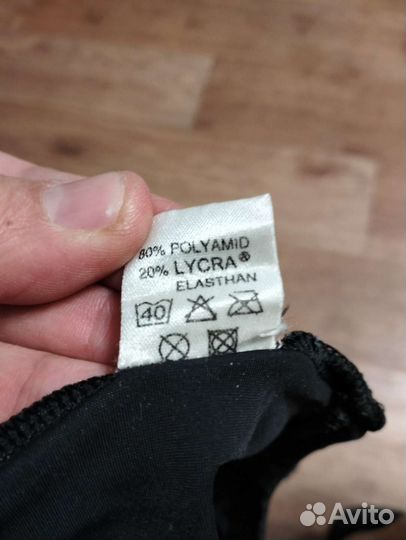 80% POLYAMID
20% LYCRA®
ELASTHAN
40
Avito